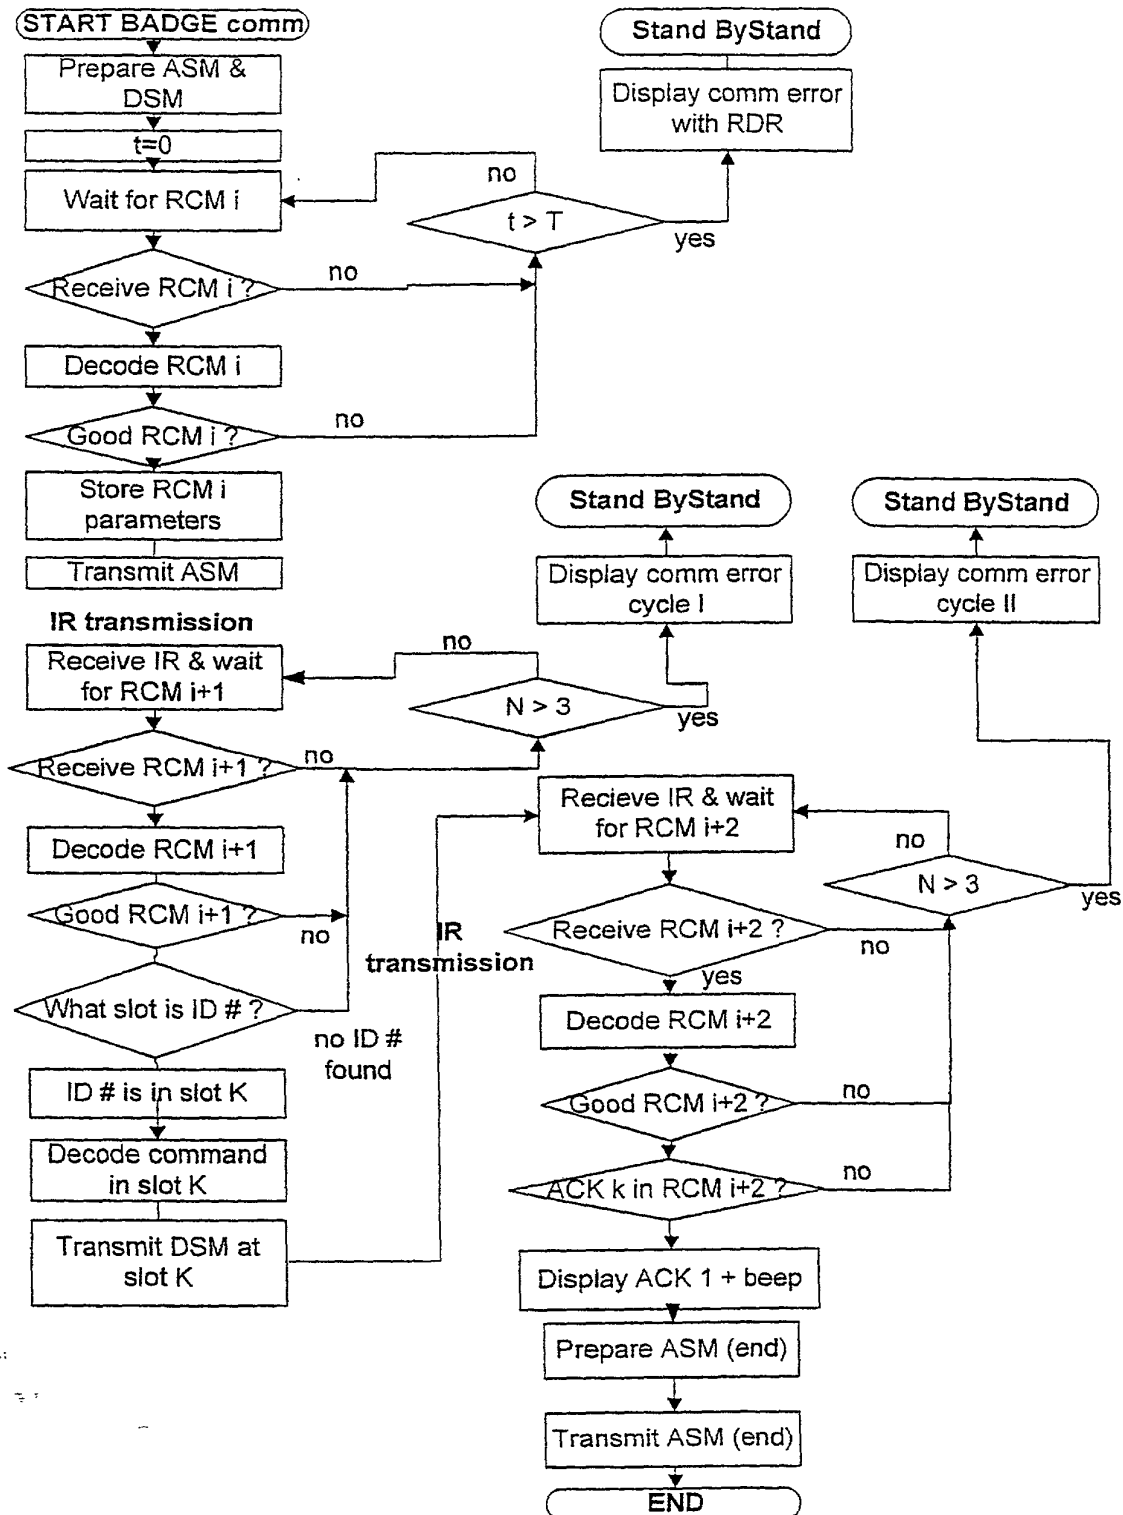 START BADGE comm
Prepare ASM &
DSM
t=0
Wait for RCM i
Receive RCM i ?
no
Decode RCM i
Good RCM i ?
no
Store RCM i
parameters
Transmit ASM
no
t > T
yes
Stand ByStand
Display comm error
with RDR
IR transmission
Receive IR & wait
for RCM i+1
Receive RCM i+1 ?
no
no
N > 3
yes
Stand ByStand
Display comm error
cycle I
Decode RCM i+1
Good RCM i+1 ?
no
What slot is ID # ?
no ID #
found
ID # is in slot K
Decode command
in slot K
Transmit DSM at
slot K
IR
transmission
Stand ByStand
Display comm error
cycle II
Recieve IR & wait
for RCM i+2
no
N > 3
yes
Receive RCM i+2 ?
no
yes
Decode RCM i+2
Good RCM i+2 ?
no
ACK k in RCM i+2 ?
no
Display ACK 1 + beep
Prepare ASM (end)
Transmit ASM (end)
END